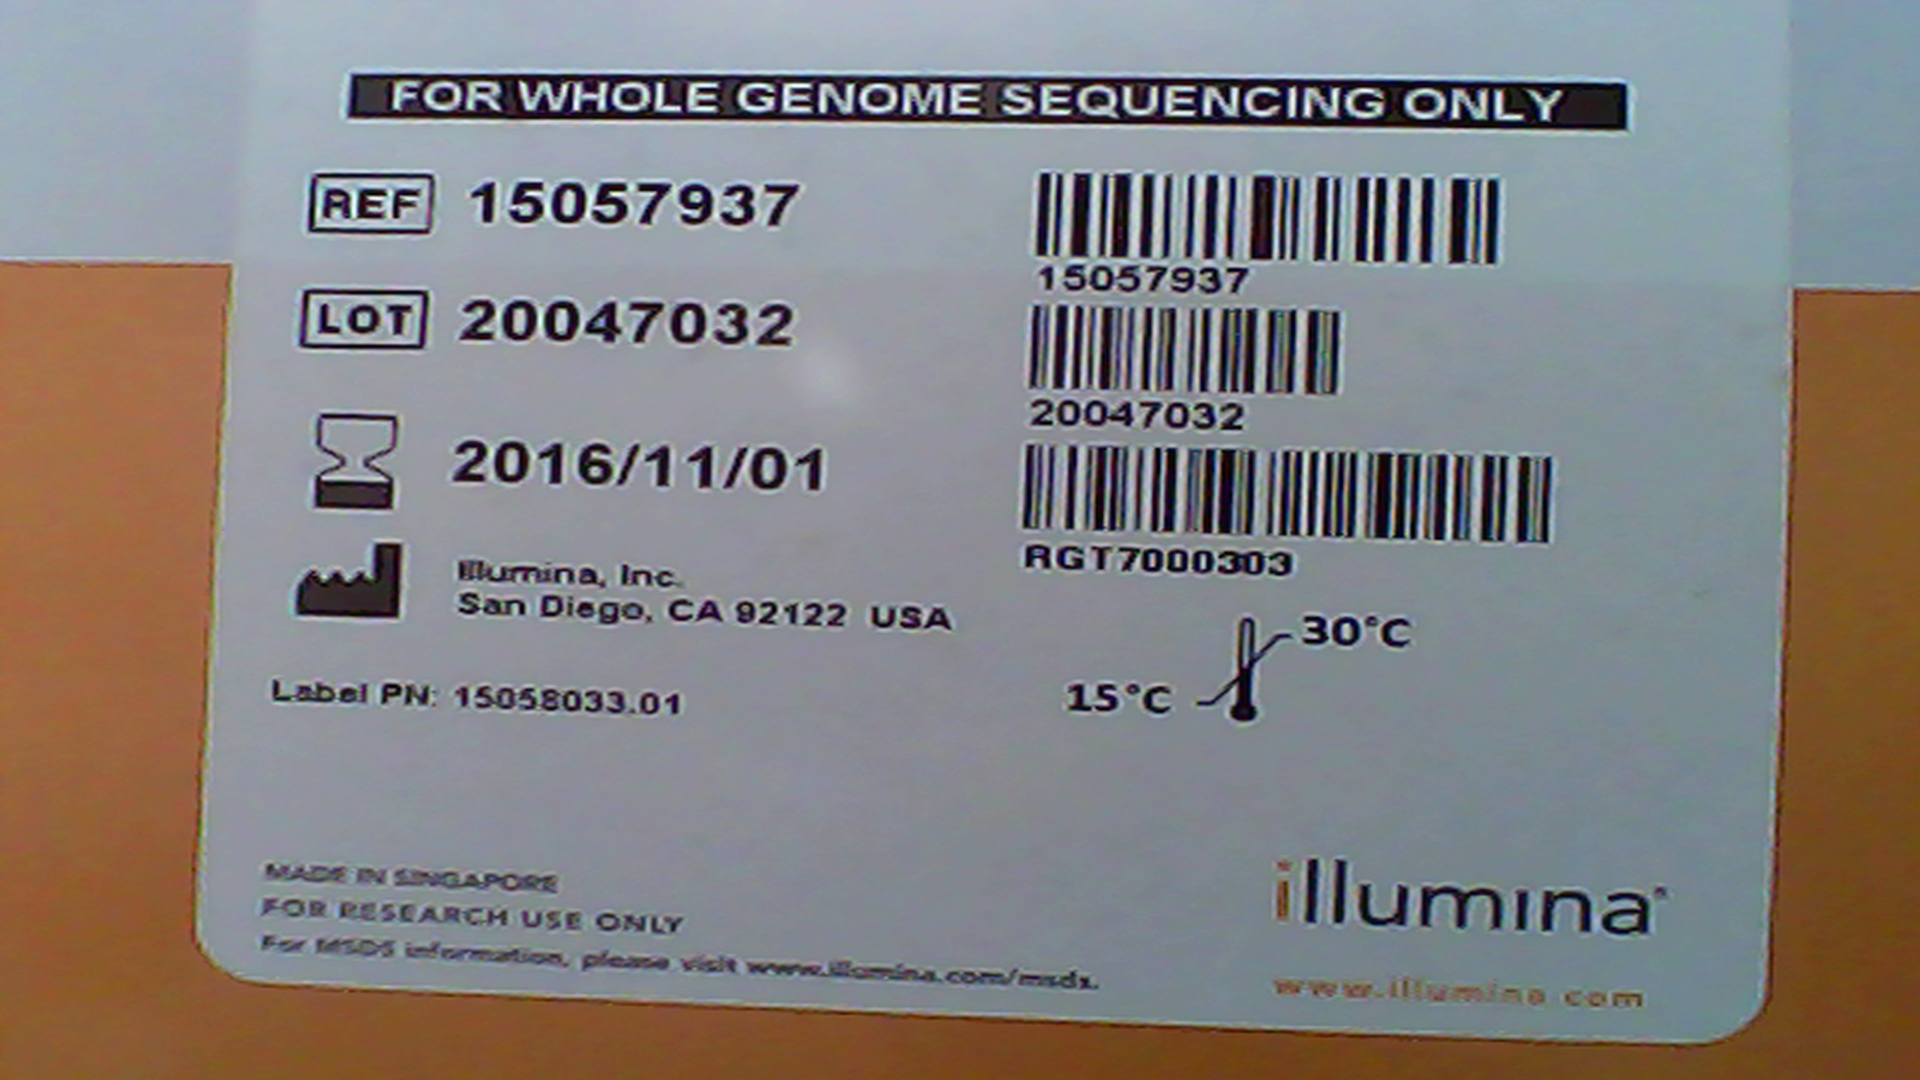 FOR WHOLE GENOME SEQUENCING ONLY
REF 15057937
15057937
LOT 20047032
20047032
2016/11/01
RGT7000303
Illumina, Inc.
San Diego, CA 92122 USA
30°C
15°C
Label PN: 15058033.01
MADE IN SINGAPORE
FOR RESEARCH USE ONLY
For MSDS information, please visit www.illumina.com/msds.
illumina®
www.illumina.com